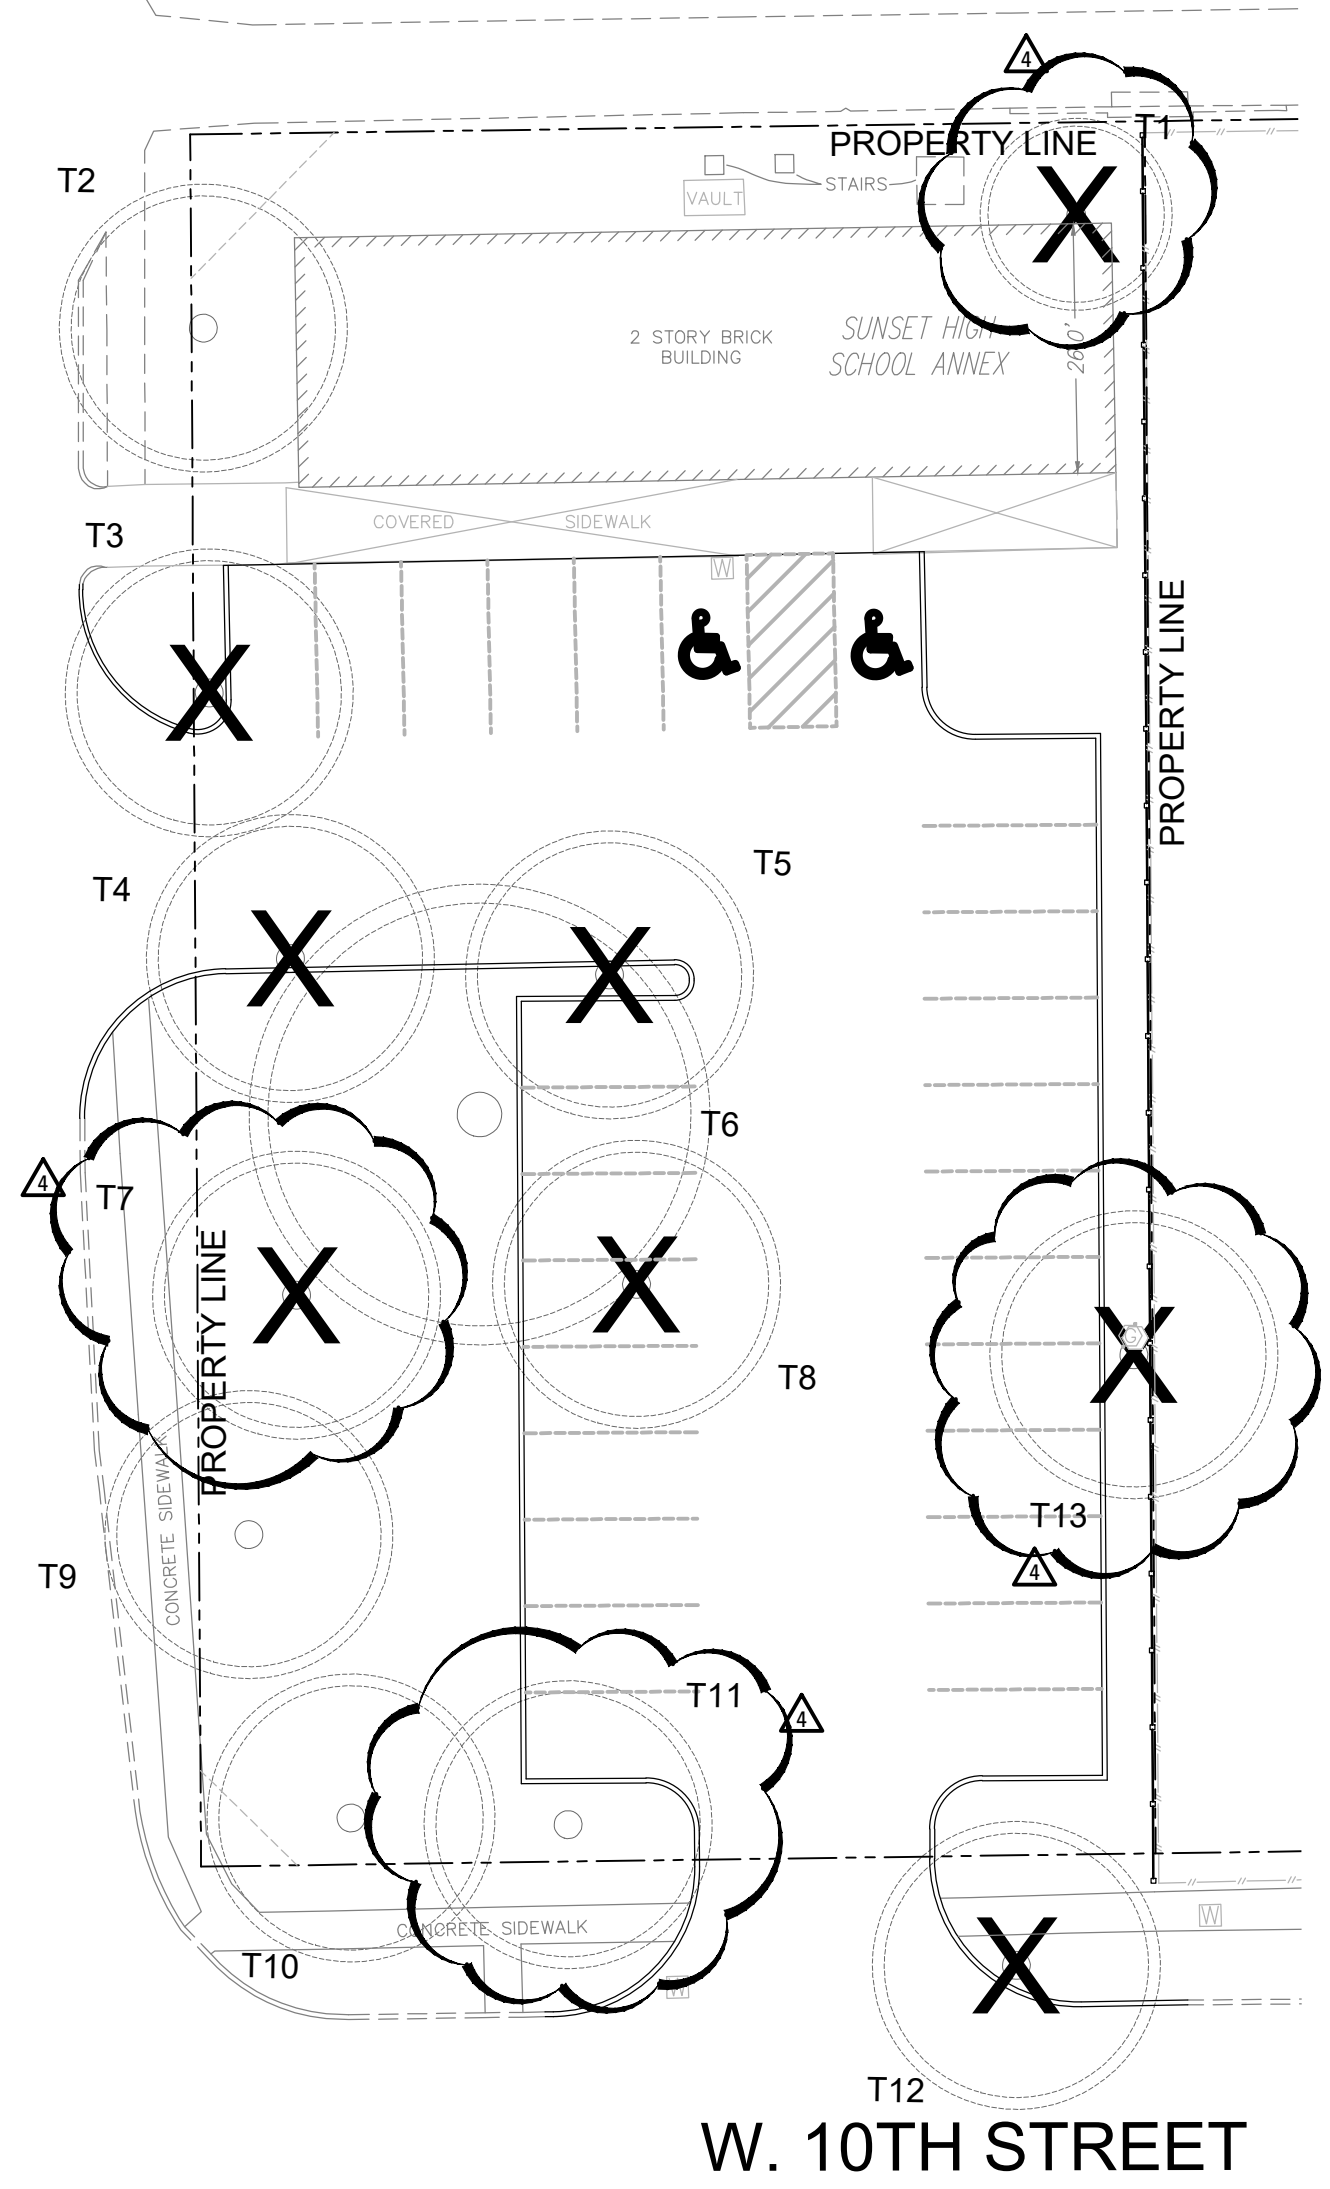 4
T1
PROPERTY LINE
T2
STAIRS
VAULT
2 STORY BRICK
BUILDING
SUNSET HIGH
SCHOOL ANNEX
26.0'
COVERED SIDEWALK
T3
W
PROPERTY LINE
T5
T4
T6
4
T7
PROPERTY LINE
G
T8
CONCRETE SIDEWALK
T13
4
T9
T11
4
CONCRETE SIDEWALK
W
T10
W
T12
W. 10TH STREET